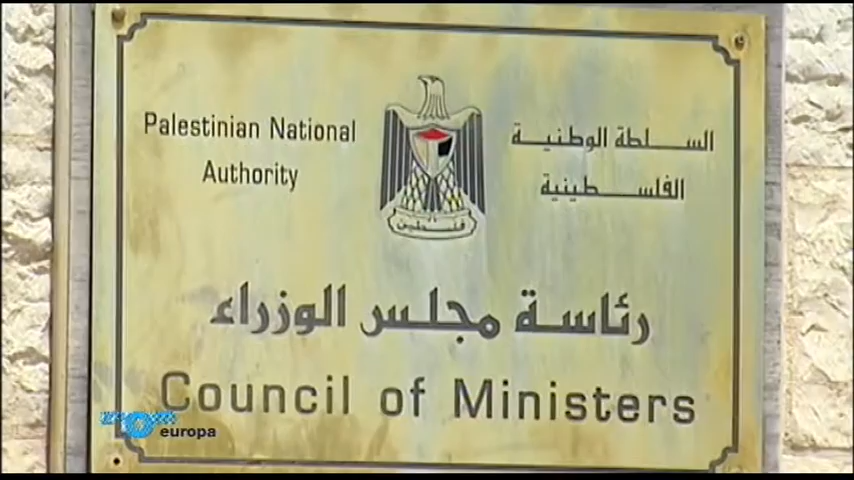 Palestinian National
Authority
السلطة الوطنية
الفلسطينية
فلسطين
رئاسة مجلس الوزراء
Council of Ministers
europa